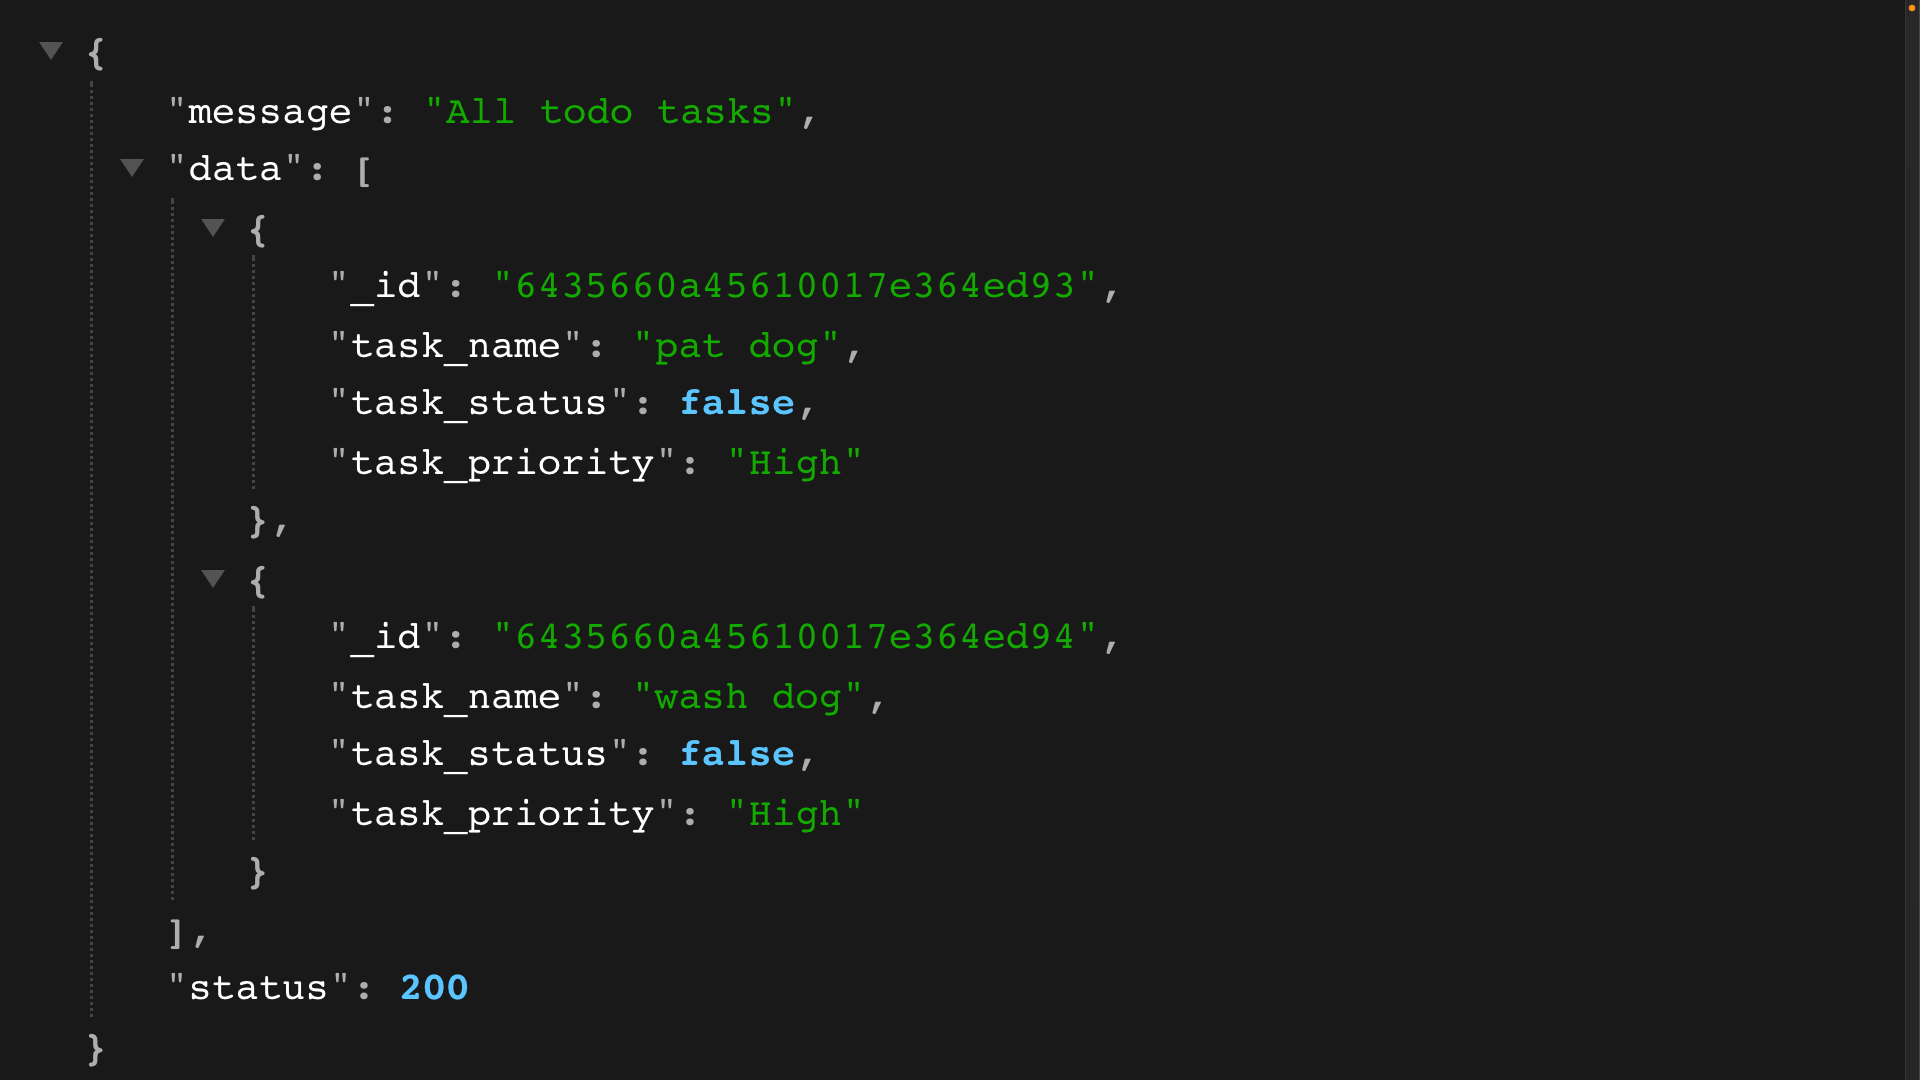 {
"message": "All todo tasks",
"data": [
{
"_id": "6435660a45610017e364ed93",
"task_name": "pat dog",
"task_status": false,
"task_priority": "High"
},
{
"_id": "6435660a45610017e364ed94",
"task_name": "wash dog",
"task_status": false,
"task_priority": "High"
}
],
"status": 200
}